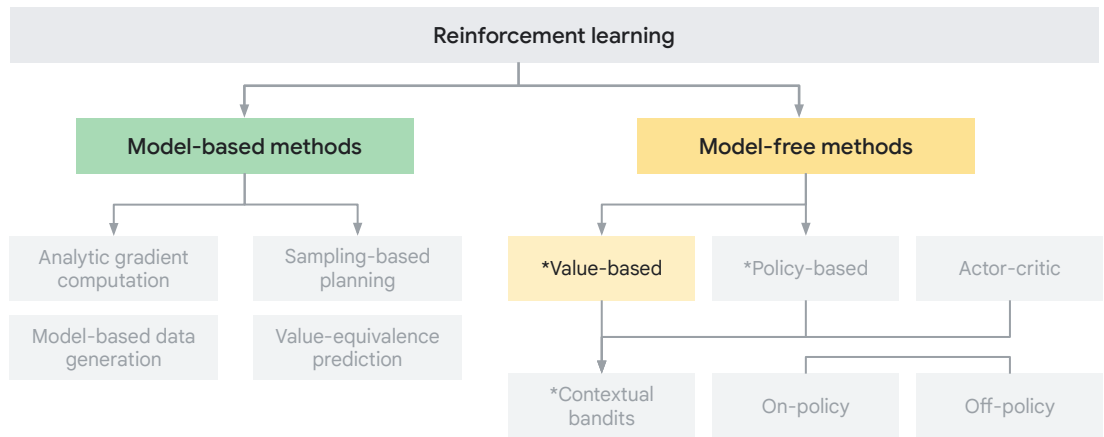 Reinforcement learning
Model-based methods
Model-free methods
Analytic gradient
computation
Sampling-based
planning
*Value-based
*Policy-based
Actor-critic
Model-based data
generation
Value-equivalence
prediction
*Contextual
bandits
On-policy
Off-policy